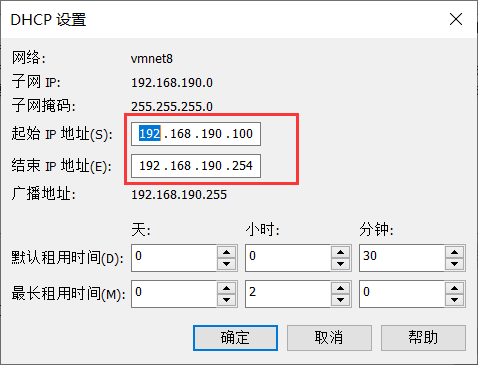 DHCP 设置
网络: vmnet8
子网 IP: 192.168.190.0
子网掩码: 255.255.255.0
起始 IP 地址(S): 192 . 168 . 190 . 100
结束 IP 地址(E): 192 . 168 . 190 . 254
广播地址: 192.168.190.255
天: 小时: 分钟:
默认租用时间(D): 0 0 30
最长租用时间(M): 0 2 0
确定 取消 帮助